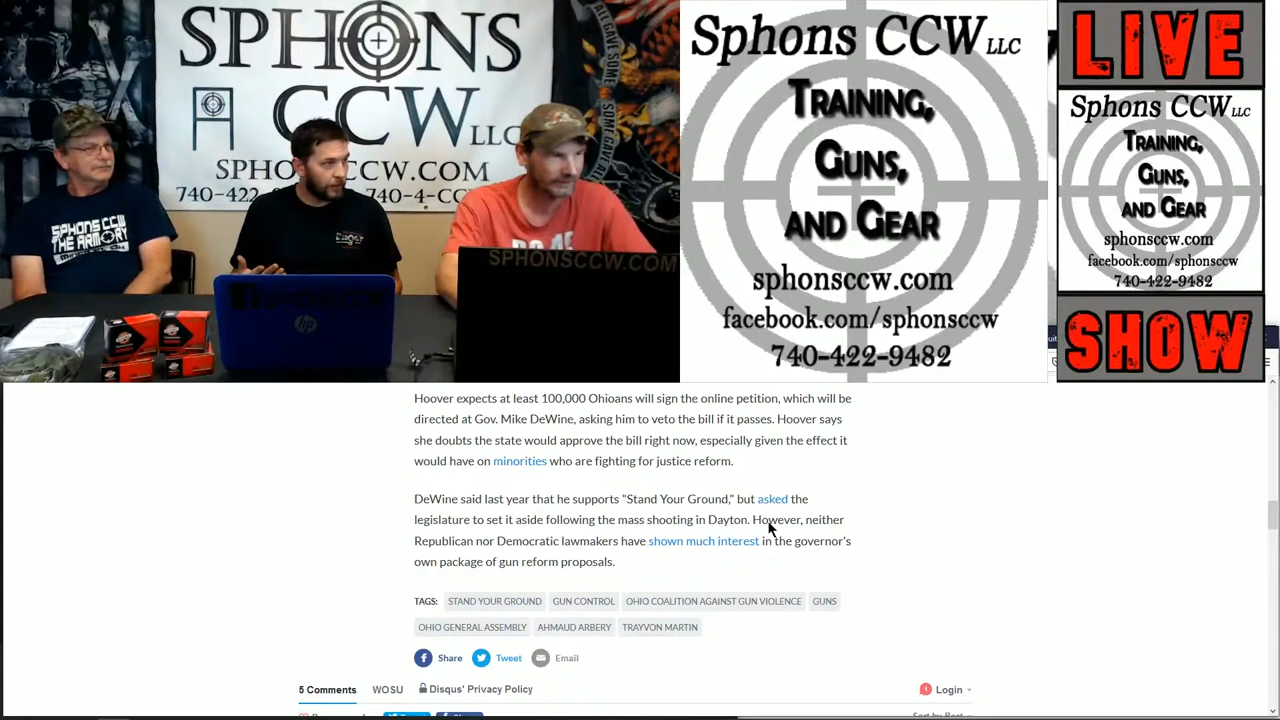 SPHONS
CCW LLC
SPHONSCCW.COM
SPHONS CCW
THE ARMORY
SPHONSCCW.COM
hp
Sphons CCW LLC
TRAINING,
GUNS,
AND GEAR
sphonsccw.com
facebook.com/sphonsccw
740-422-9482
LIVE
Sphons CCW LLC
TRAINING,
GUNS,
AND GEAR
sphonsccw.com
facebook.com/sphonsccw
740-422-9482
SHOW
Hoover expects at least 100,000 Ohioans will sign the online petition, which will be
directed at Gov. Mike DeWine, asking him to veto the bill if it passes. Hoover says
she doubts the state would approve the bill right now, especially given the effect it
would have on minorities who are fighting for justice reform.
DeWine said last year that he supports "Stand Your Ground," but asked the
legislature to set it aside following the mass shooting in Dayton. However, neither
Republican nor Democratic lawmakers have shown much interest in the governor's
own package of gun reform proposals.
TAGS: STAND YOUR GROUND GUN CONTROL OHIO COALITION AGAINST GUN VIOLENCE GUNS
OHIO GENERAL ASSEMBLY AHMAUD ARBERY TRAYVON MARTIN
Share Tweet Email
5 Comments WOSU Disqus' Privacy Policy Login